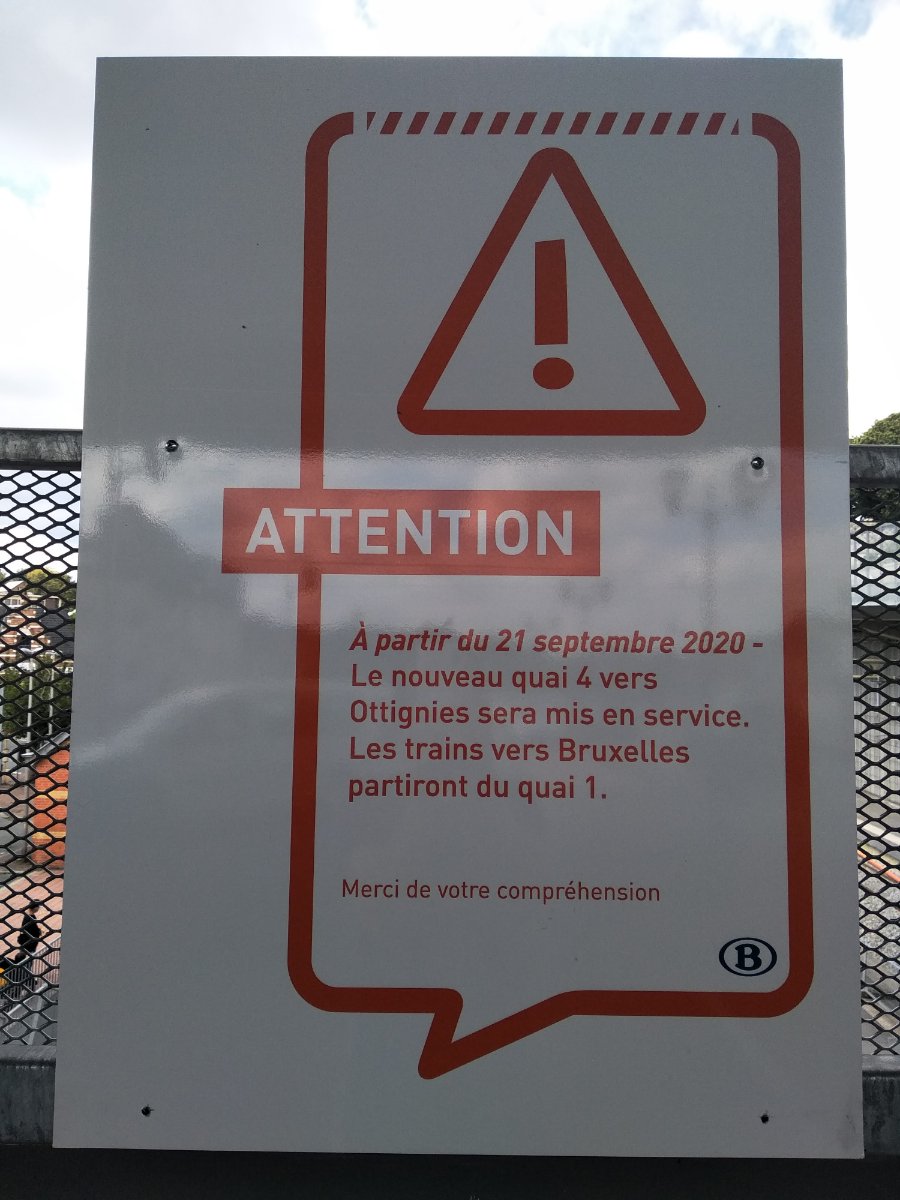 ATTENTION
À partir du 21 septembre 2020 -
Le nouveau quai 4 vers
Ottignies sera mis en service.
Les trains vers Bruxelles
partiront du quai 1.
Merci de votre compréhension
B